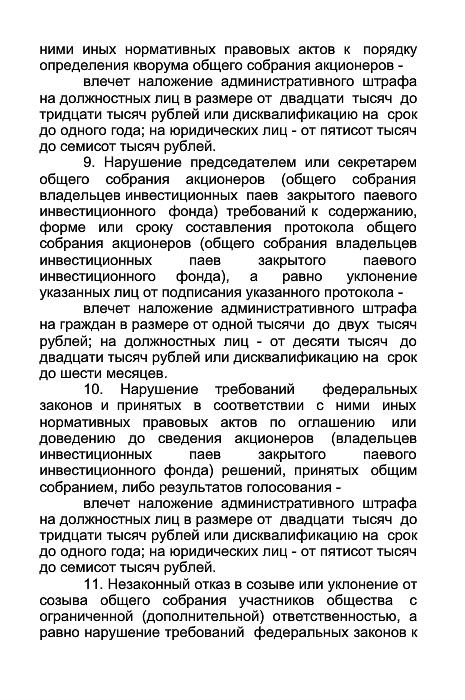 ними иных нормативных правовых актов к порядку
определения кворума общего собрания акционеров -
влечет наложение административного штрафа
на должностных лиц в размере от двадцати тысяч до
тридцати тысяч рублей или дисквалификацию на срок
до одного года; на юридических лиц - от пятисот тысяч
до семисот тысяч рублей.
9. Нарушение председателем или секретарем
общего собрания акционеров (общего собрания
владельцев инвестиционных паев закрытого паевого
инвестиционного фонда) требований к содержанию,
форме или сроку составления протокола общего
собрания акционеров (общего собрания владельцев
инвестиционных паев закрытого паевого
инвестиционного фонда), а равно уклонение
указанных лиц от подписания указанного протокола -
влечет наложение административного штрафа
на граждан в размере от одной тысячи до двух тысяч
рублей; на должностных лиц - от десяти тысяч до
двадцати тысяч рублей или дисквалификацию на срок
до шести месяцев.
10. Нарушение требований федеральных
законов и принятых в соответствии с ними иных
нормативных правовых актов по оглашению или
доведению до сведения акционеров (владельцев
инвестиционных паев закрытого паевого
инвестиционного фонда) решений, принятых общим
собранием, либо результатов голосования -
влечет наложение административного штрафа
на должностных лиц в размере от двадцати тысяч до
тридцати тысяч рублей или дисквалификацию на срок
до одного года; на юридических лиц - от пятисот тысяч
до семисот тысяч рублей.
11. Незаконный отказ в созыве или уклонение от
созыва общего собрания участников общества с
ограниченной (дополнительной) ответственностью, а
равно нарушение требований федеральных законов к